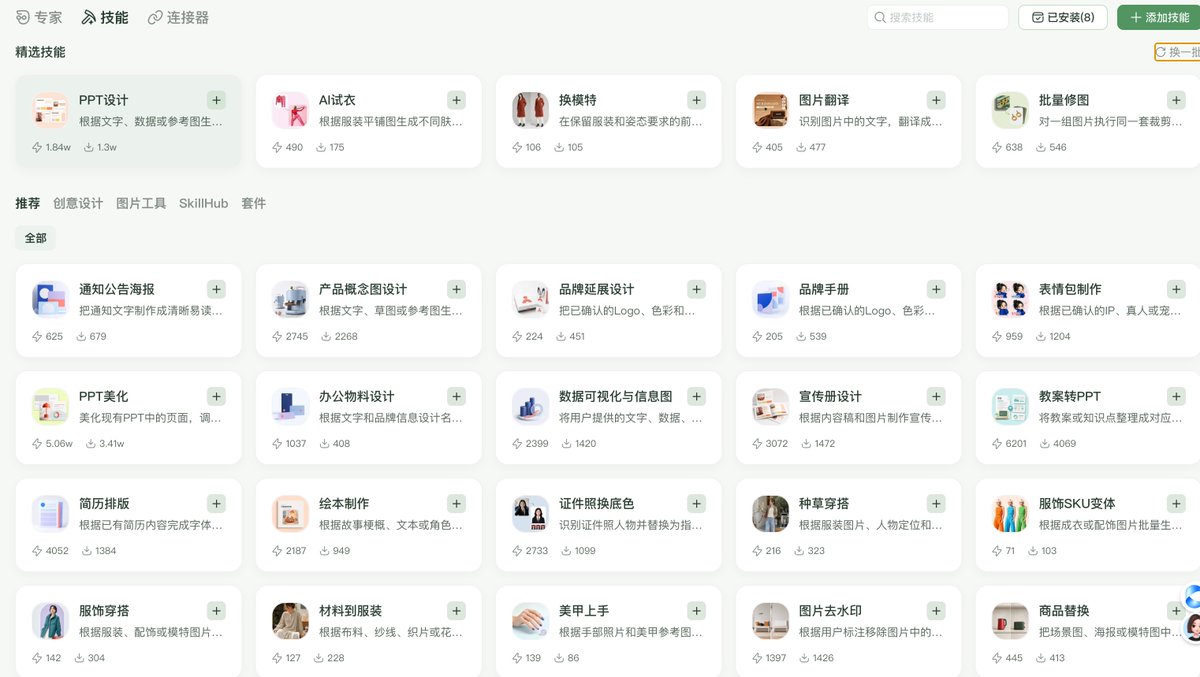 专家 技能 连接器 搜索技能 已安装(8) 添加技能
精选技能 换一批
PPT设计
根据文字、数据或参考图生...
1.84w 1.3w
AI试衣
根据服装平铺图生成不同肤...
490 175
换模特
在保留服装和姿态要求的前...
106 105
图片翻译
识别图片中的文字，翻译成...
405 477
批量修图
对一组图片执行同一套裁剪...
638 546
推荐 创意设计 图片工具 SkillHub 套件
全部
通知公告海报
把通知文字制作成清晰易读...
625 679
产品概念图设计
根据文字、草图或参考图生...
2745 2268
品牌延展设计
把已确认的Logo、色彩和...
224 451
品牌手册
根据已确认的Logo、色彩...
205 539
表情包制作
根据已确认的IP、真人或宠...
959 1204
PPT美化
美化现有PPT中的页面，调...
5.06w 3.41w
办公物料设计
根据文字和品牌信息设计名...
1037 408
数据可视化与信息图
将用户提供的文字、数据、...
2399 1420
宣传册设计
根据内容稿和图片制作宣传...
3072 1472
教案转PPT
将教案或知识点整理成对应...
6201 4069
简历排版
根据已有简历内容完成字体...
4052 1384
绘本制作
根据故事梗概、文本或角色...
2187 949
证件照换底色
识别证件照人物并替换为指...
2733 1099
种草穿搭
根据服装图片、人物定位和...
216 323
服饰SKU变体
根据成衣或配饰图片批量生...
71 103
服饰穿搭
根据服装、配饰或模特图片...
142 304
材料到服装
根据布料、纱线、织片或花...
127 228
美甲上手
根据手部照片和美甲参考图...
139 86
图片去水印
根据用户标注移除图片中的...
1397 1426
商品替换
把场景图、海报或模特图中...
445 413